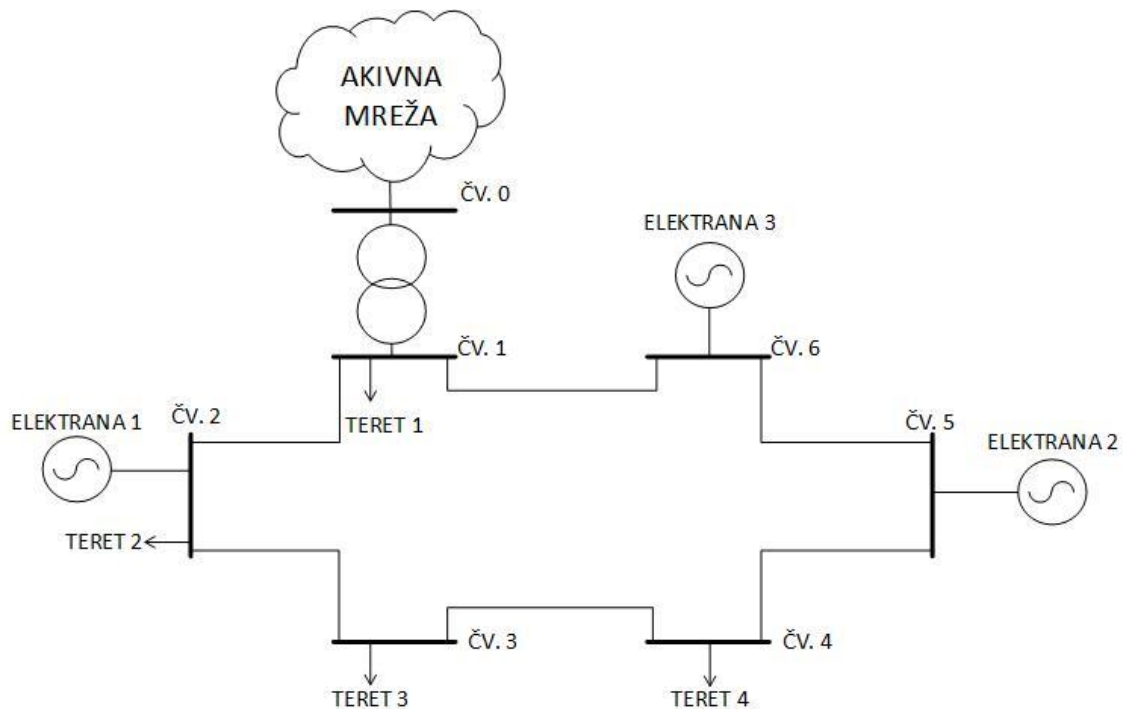 AKIVNA
MREŽA
ČV. 0
ELEKTRANA 3
ČV. 1
ČV. 6
TERET 1
ELEKTRANA 1
ČV. 2
ČV. 5
ELEKTRANA 2
TERET 2
ČV. 3
ČV. 4
TERET 3
TERET 4